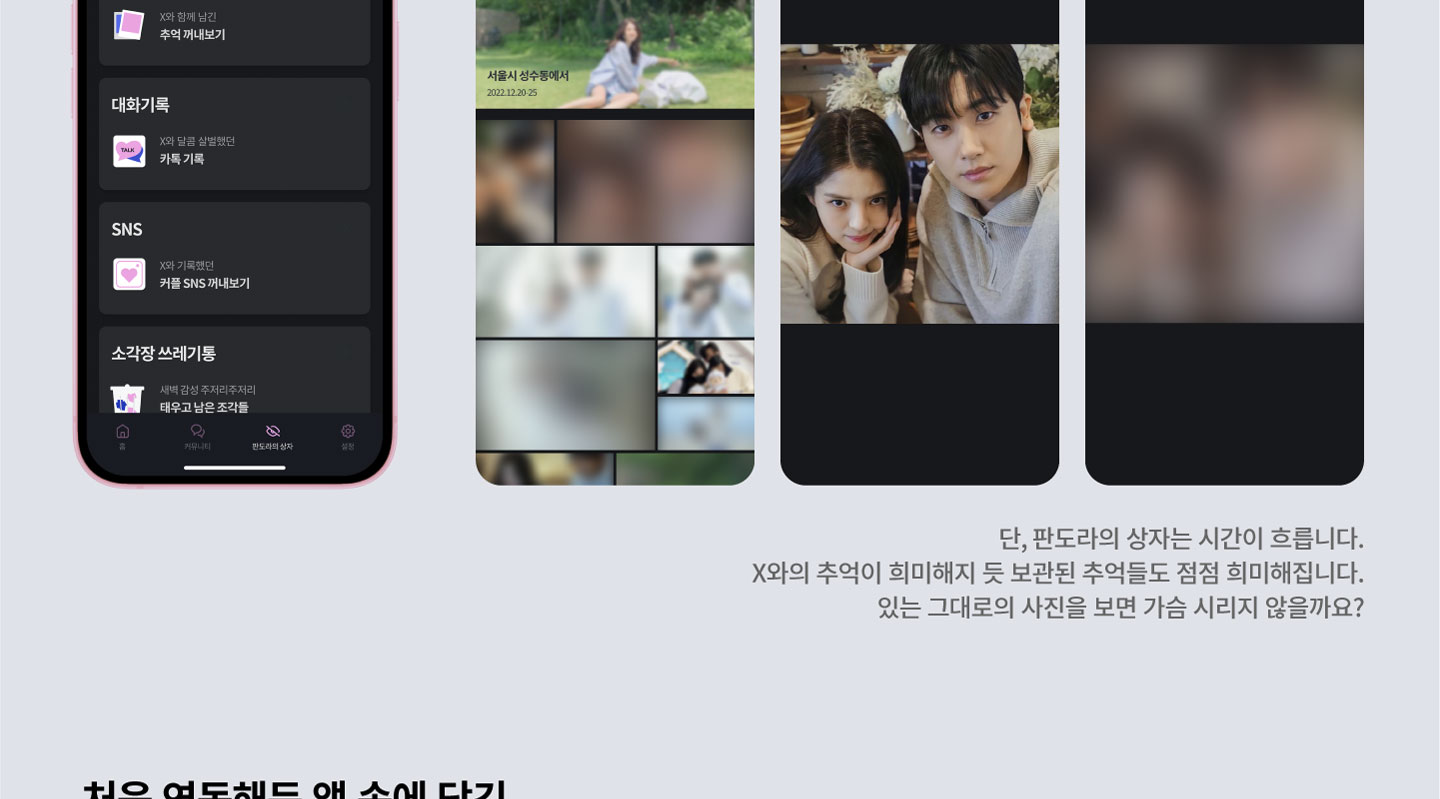 X와 함께 남긴
추억 꺼내보기
대화기록
X와 달콤 살벌했던
TALK
카톡 기록
SNS
X와 기록했던
커플 SNS 꺼내보기
소각장 쓰레기통
새벽 감성 주저리주저리
태우고 남은 조각들
홈
커뮤니티
판도라의 상자
설정
서울시 성수동에서
2022.12.20-25
단, 판도라의 상자는 시간이 흐릅니다.
X와의 추억이 희미해지 듯 보관된 추억들도 점점 희미해집니다.
있는 그대로의 사진을 보면 가슴 시리지 않을까요?